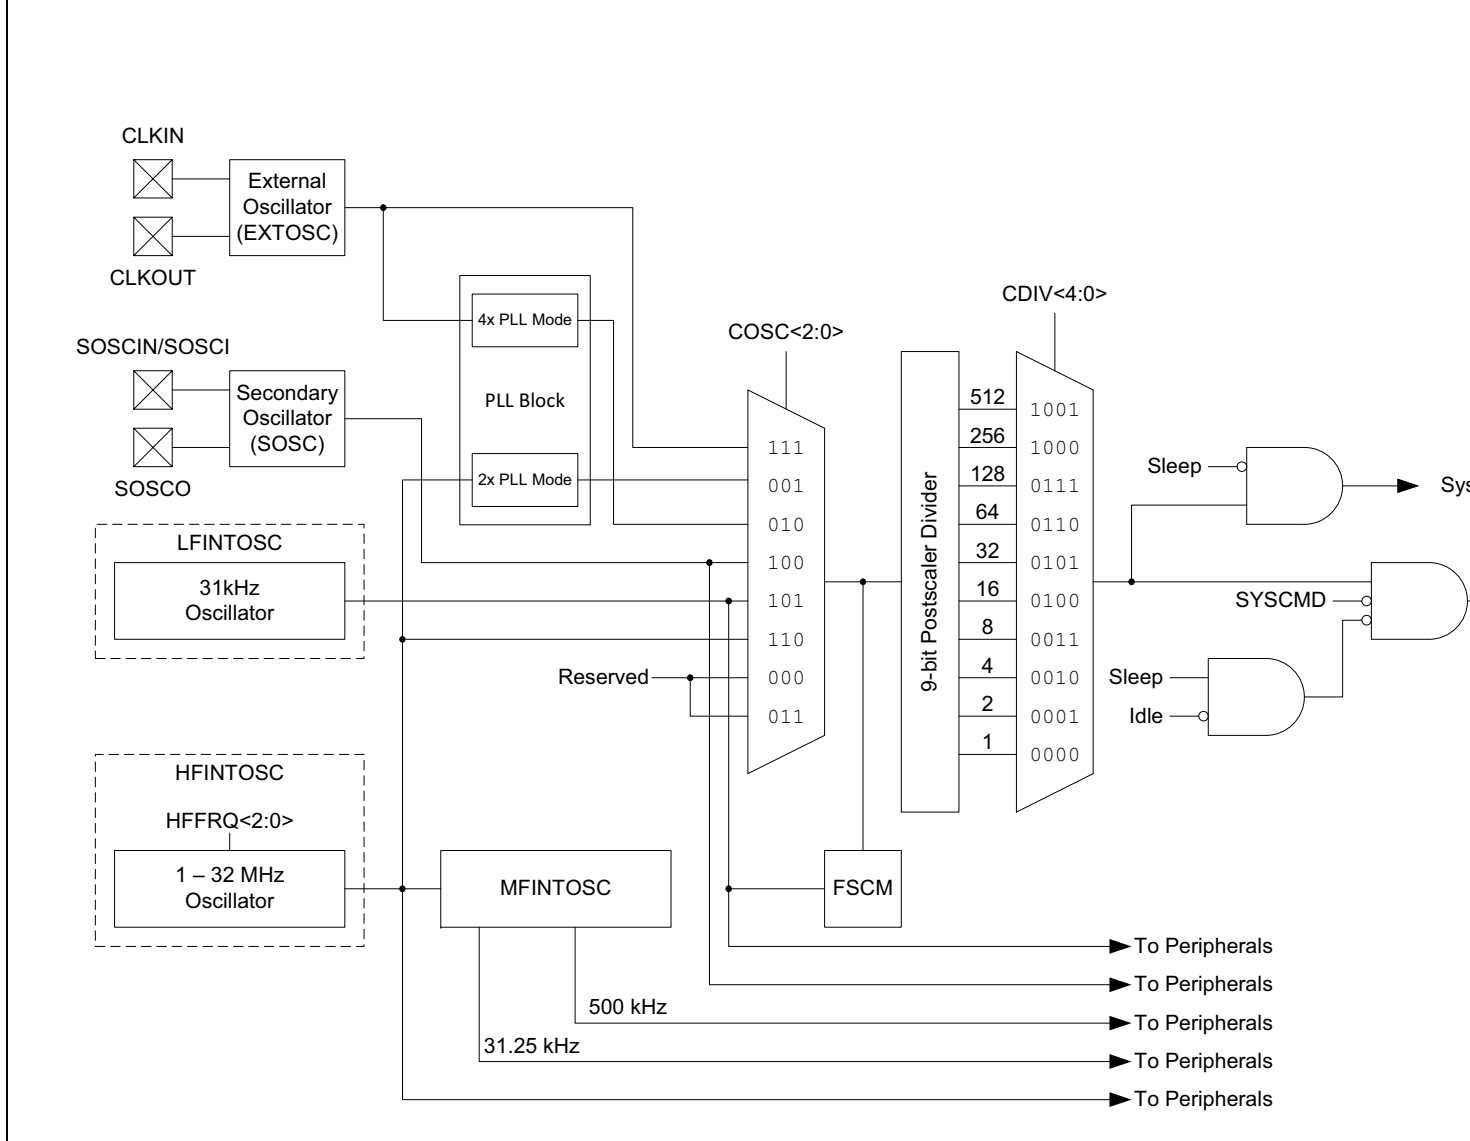 CLKIN
External
Oscillator
(EXTOSC)
CLKOUT
4x PLL Mode
PLL Block
2x PLL Mode
SOSCIN/SOSCI
Secondary
Oscillator
(SOSC)
SOSCO
LFINTOSC
31kHz
Oscillator
HFINTOSC
HFFRQ<2:0>
1 – 32 MHz
Oscillator
MFINTOSC
Reserved
COSC<2:0>
111
001
010
100
101
110
000
011
FSCM
9-bit Postscaler Divider
CDIV<4:0>
512 1001
256 1000
128 0111
64 0110
32 0101
16 0100
8 0011
4 0010
2 0001
1 0000
Sleep
Sys
SYSCMD
Sleep
Idle
To Peripherals
To Peripherals
500 kHz
To Peripherals
31.25 kHz
To Peripherals
To Peripherals